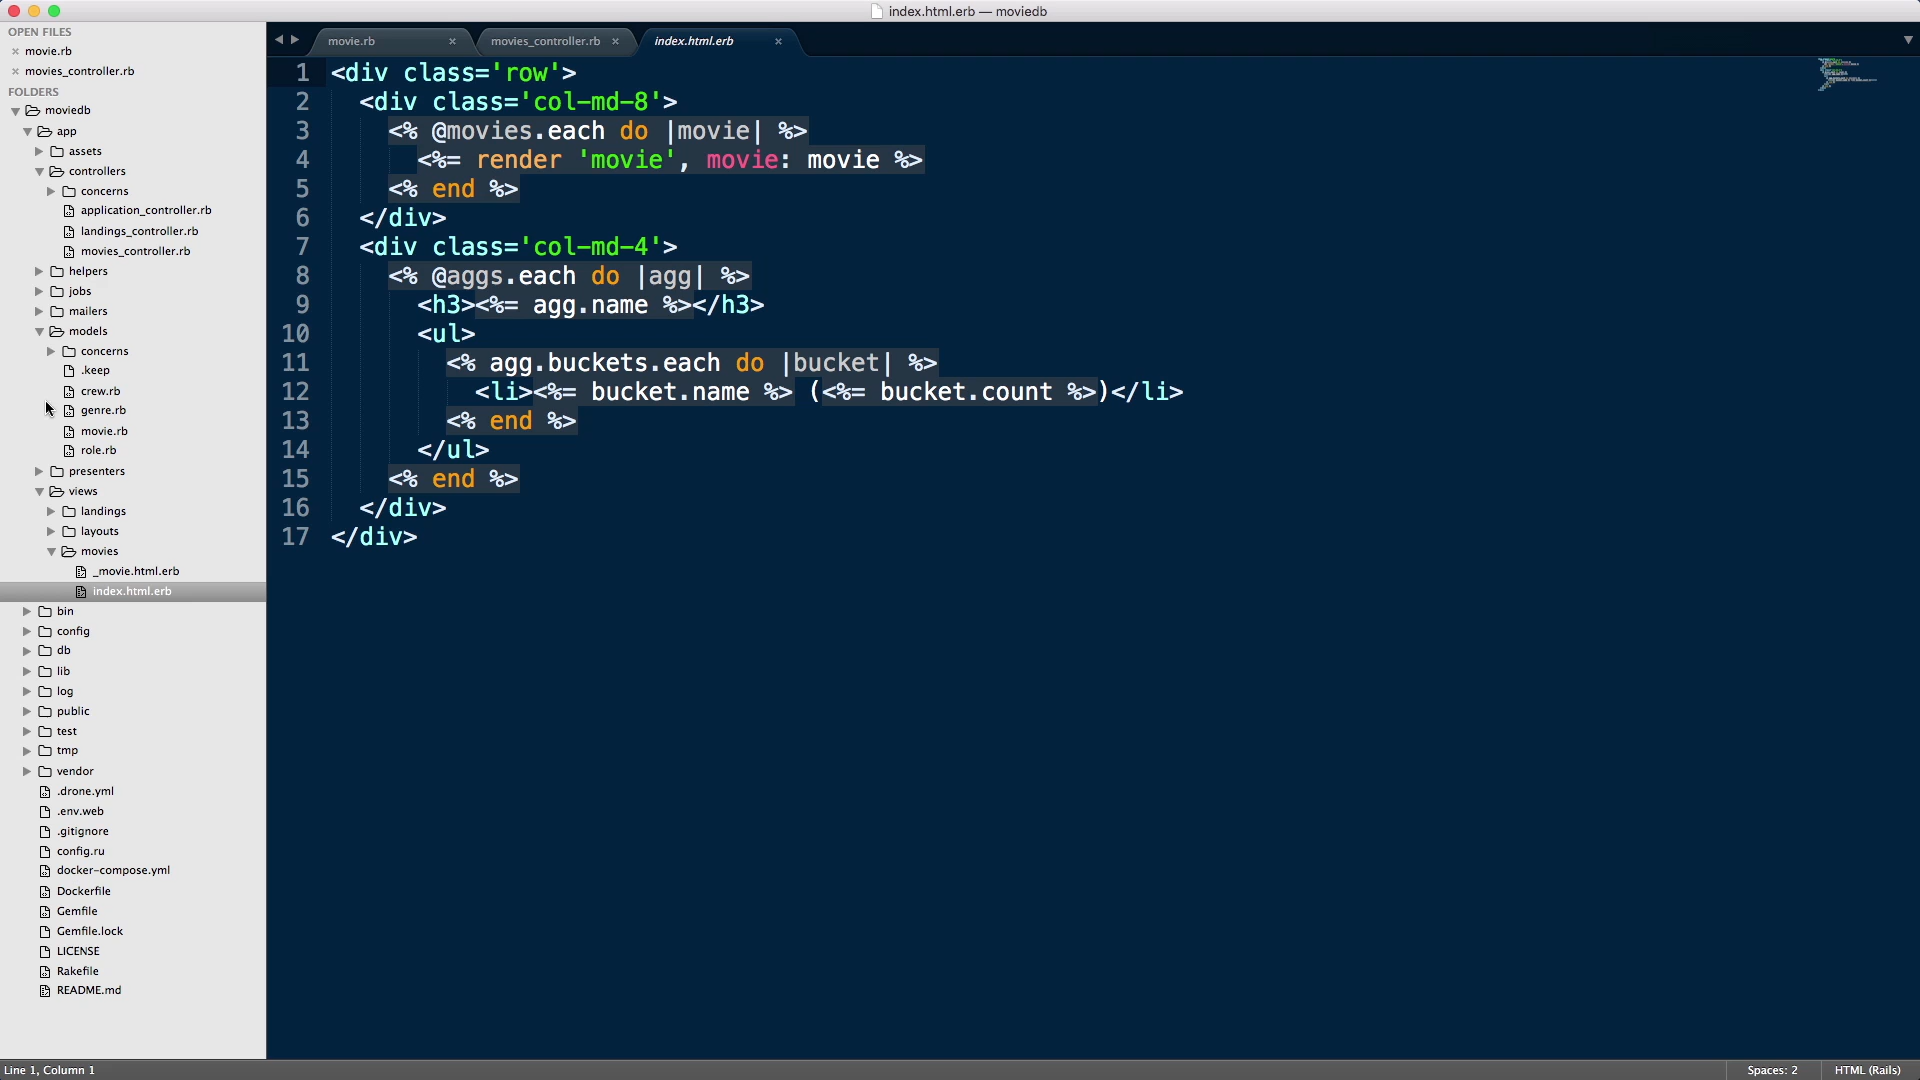 index.html.erb — moviedb
OPEN FILES
movie.rb
movies_controller.rb
FOLDERS
moviedb
app
assets
controllers
concerns
application_controller.rb
landings_controller.rb
movies_controller.rb
helpers
jobs
mailers
models
concerns
.keep
crew.rb
genre.rb
movie.rb
role.rb
presenters
views
landings
layouts
movies
_movie.html.erb
index.html.erb
bin
config
db
lib
log
public
test
tmp
vendor
.drone.yml
.env.web
.gitignore
config.ru
docker-compose.yml
Dockerfile
Gemfile
Gemfile.lock
LICENSE
Rakefile
README.md
movie.rb
movies_controller.rb
index.html.erb
1 <div class='row'>
2 <div class='col-md-8'>
3 <% @movies.each do |movie| %>
4 <%= render 'movie', movie: movie %>
5 <% end %>
6 </div>
7 <div class='col-md-4'>
8 <% @aggs.each do |agg| %>
9 <h3><%= agg.name %></h3>
10 <ul>
11 <% agg.buckets.each do |bucket| %>
12 <li><%= bucket.name %> (<%= bucket.count %>)</li>
13 <% end %>
14 </ul>
15 <% end %>
16 </div>
17 </div>
Line 1, Column 1
Spaces: 2
HTML (Rails)